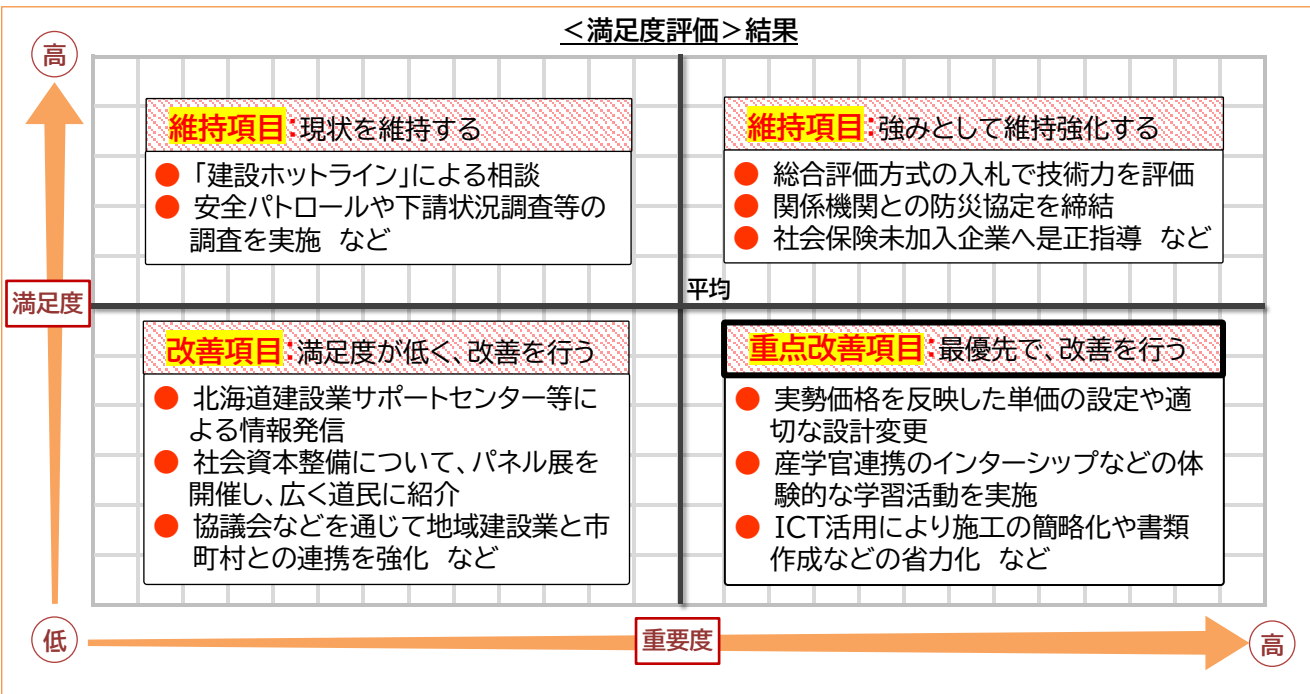 <満足度評価>結果
高
維持項目:現状を維持する
● 「建設ホットライン」による相談
● 安全パトロールや下請状況調査等の
調査を実施 など
維持項目:強みとして維持強化する
● 総合評価方式の入札で技術力を評価
● 関係機関との防災協定を締結
● 社会保険未加入企業へ是正指導 など
平均
満足度
改善項目:満足度が低く、改善を行う
● 北海道建設業サポートセンター等に
よる情報発信
● 社会資本整備について、パネル展を
開催し、広く道民に紹介
● 協議会などを通じて地域建設業と市
町村との連携を強化 など
重点改善項目:最優先で、改善を行う
● 実勢価格を反映した単価の設定や適
切な設計変更
● 産学官連携のインターシップなどの体
験的な学習活動を実施
● ICT活用により施工の簡略化や書類
作成などの省力化 など
低
重要度
高